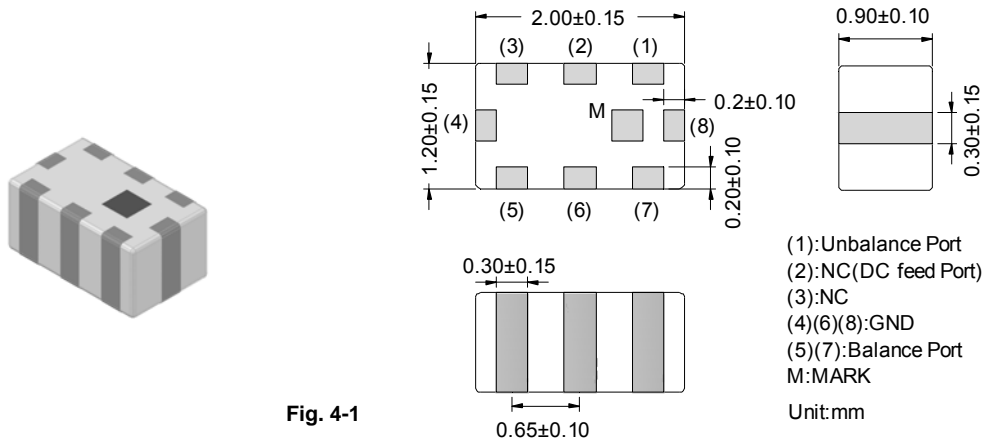 2.00±0.15
0.90±0.10
(3) (2) (1)
1.20±0.15
(4)
M
0.2±0.10
(8)
0.30±0.15
0.20±0.10
(5) (6) (7)
0.30±0.15
0.65±0.10
(1):Unbalance Port
(2):NC(DC feed Port)
(3):NC
(4)(6)(8):GND
(5)(7):Balance Port
M:MARK
Unit:mm
Fig. 4-1